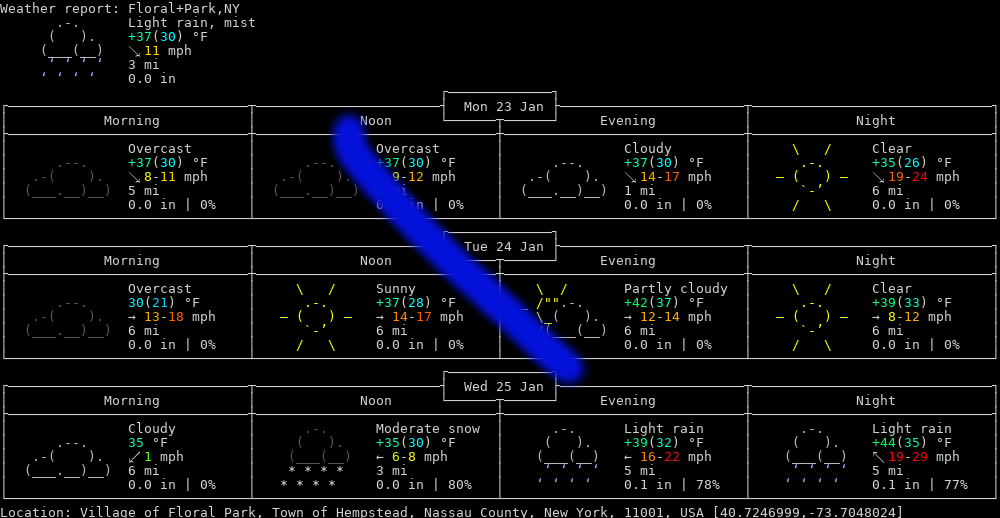 Weather report: Floral+Park,NY
Light rain, mist
+37(30) °F
↘ 11 mph
3 mi
0.0 in
Mon 23 Jan
Morning Noon Evening Night
Overcast Overcast Cloudy Clear
+37(30) °F +37(30) °F +37(30) °F +35(26) °F
↘ 8-11 mph 9-12 mph ↘ 14-17 mph ↘ 19-24 mph
5 mi mi 1 mi 6 mi
0.0 in | 0% in | 0% 0.0 in | 0% 0.0 in | 0%
Tue 24 Jan
Morning Noon Evening Night
Overcast Sunny Partly cloudy Clear
30(21) °F +37(28) °F +42(37) °F +39(33) °F
→ 13-18 mph → 14-17 mph → 12-14 mph → 8-12 mph
6 mi 6 mi 6 mi 6 mi
0.0 in | 0% 0.0 in | 0% 0.0 in | 0% 0.0 in | 0%
Wed 25 Jan
Morning Noon Evening Night
Cloudy Moderate snow Light rain Light rain
35 °F +35(30) °F +39(32) °F +44(35) °F
↙ 1 mph ← 6-8 mph ← 16-22 mph ↖ 19-29 mph
6 mi 3 mi 5 mi 5 mi
0.0 in | 0% 0.0 in | 80% 0.1 in | 78% 0.1 in | 77%
Location: Village of Floral Park, Town of Hempstead, Nassau County, New York, 11001, USA [40.7246999,-73.7048024]